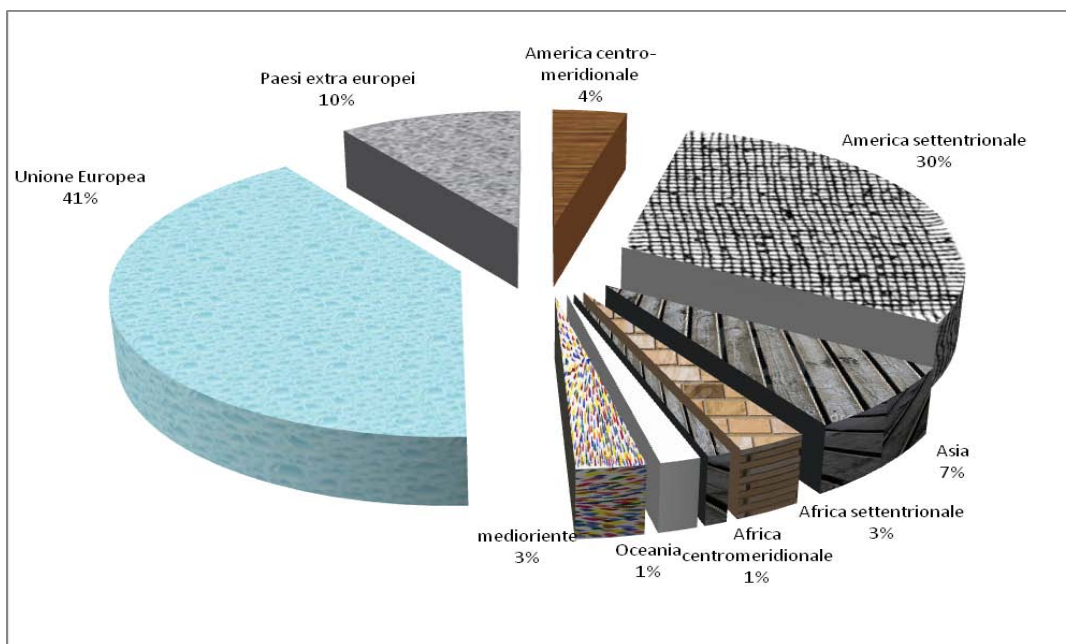 America centro-
meridionale
4%
Paesi extra europei
10%
America settentrionale
30%
Unione Europea
41%
Asia
7%
Africa settentrionale
3%
Africa
centromeridionale
1%
Oceania
1%
medioriente
3%